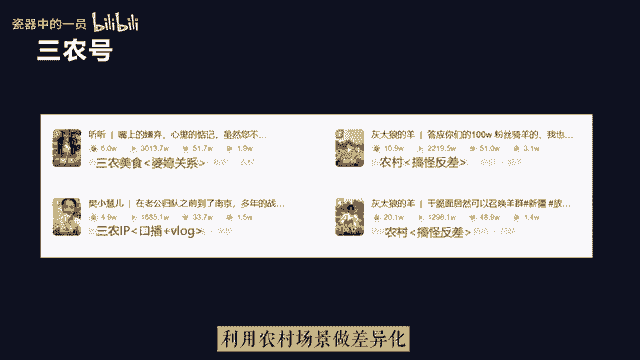 瓷器中的一员 bilibili
三农号
听听 | 嘴上的嫌弃,心里的惦记,虽然您不...
6.0w 3013.7w 51.7w 1.9w
三农美食<婆媳关系>
灰太狼的羊 | 答应你们的100w 粉丝骑羊的,我也...
10.9w 2219.5w 51.0w 3.1w
农村<搞怪反差>
樊小慧儿 | 在老公归队之前到了南京,多年的战...
4.9w 1685.1w 33.7w 1.5w
三农IP<口播+vlog>
灰太狼的羊 | 干脆面居然可以召唤羊群#新疆 #放...
20.1w 1298.1w 48.9w 1.4w
农村<搞怪反差>
利用农村场景做差异化